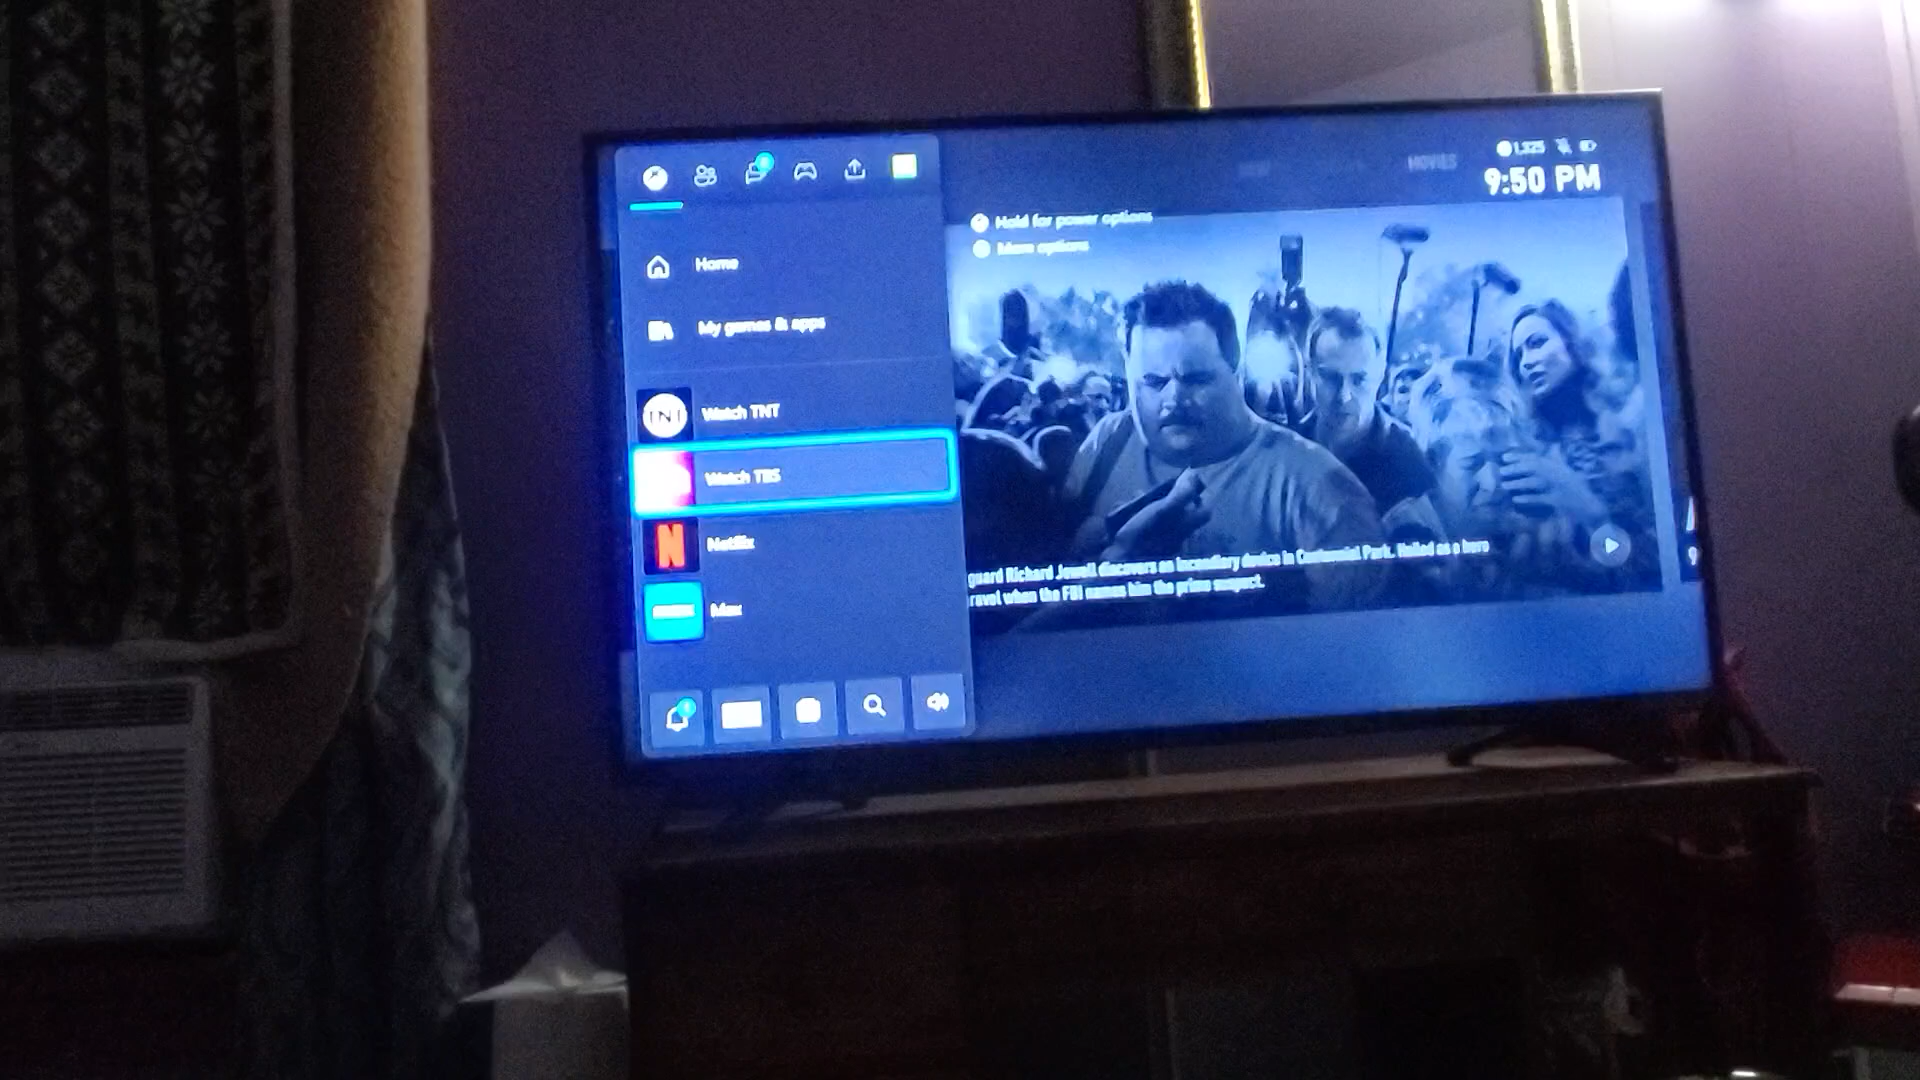 1,325
MOVIES
9:50 PM
Hold for power options
More options
Home
My games & apps
TNT
Watch TNT
Watch TBS
N
Netflix
Max
guard Richard Jewell discovers an incendiary device in Centennial Park. Hailed as a hero
ravel when the FBI names him the prime suspect.